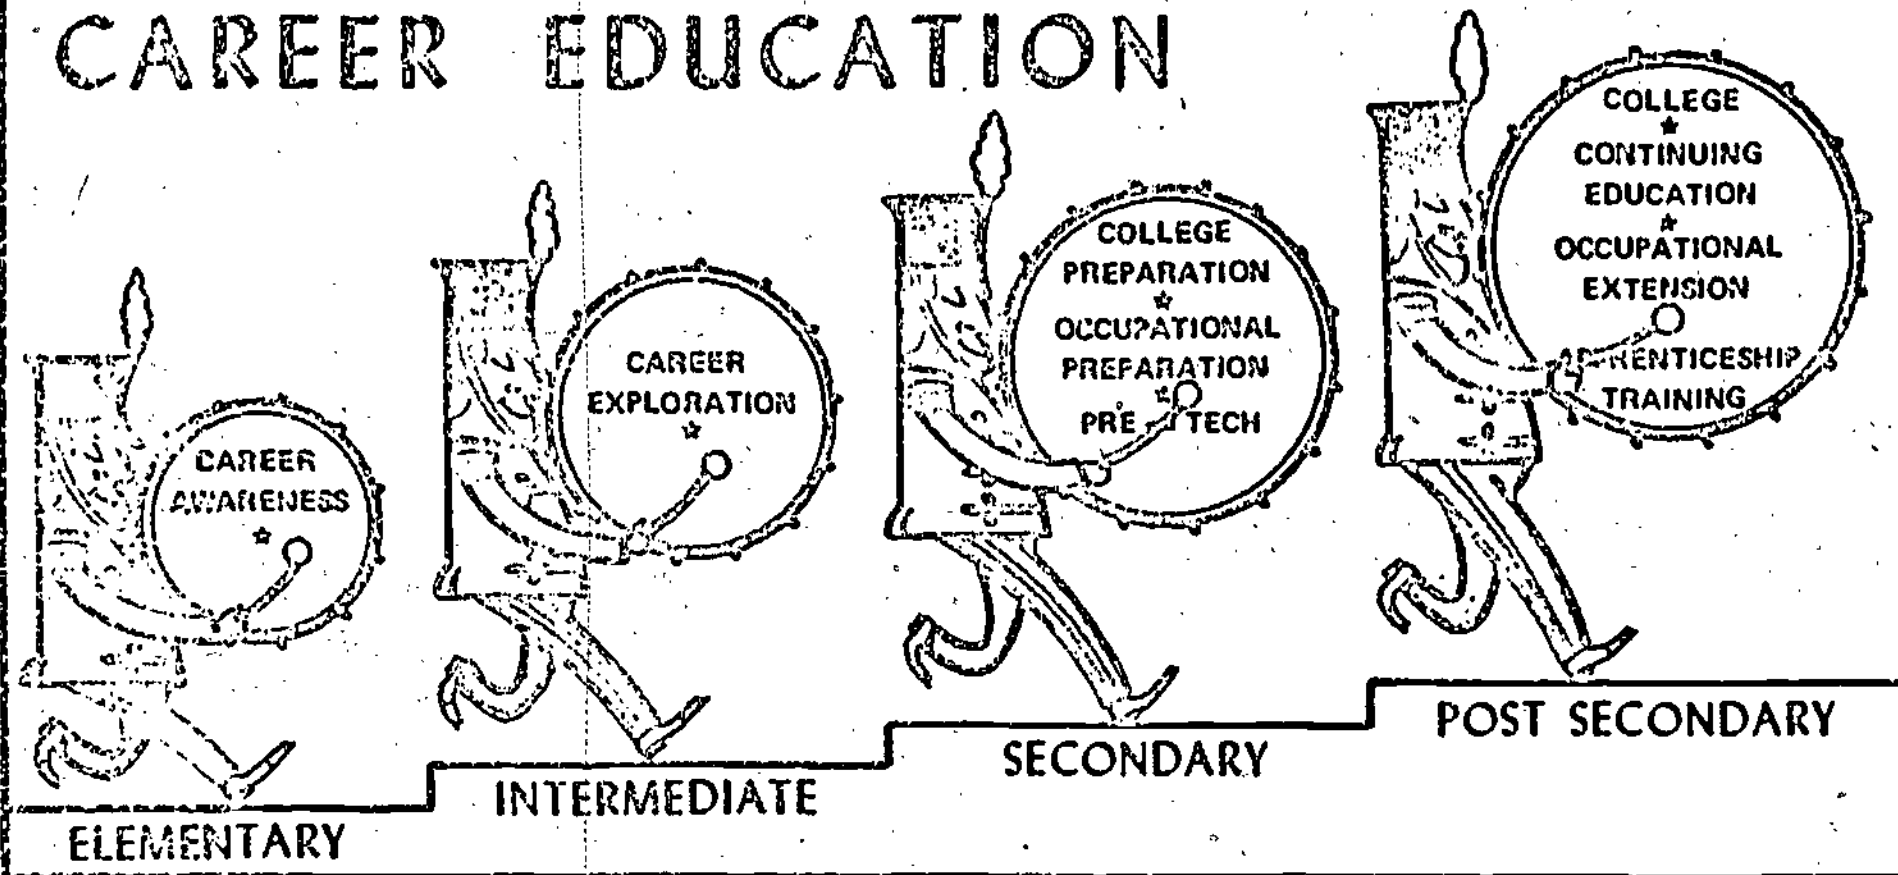 CAREER EDUCATION
CAREER
AWARENESS
ELEMENTARY
CAREER
EXPLORATION
INTERMEDIATE
COLLEGE
PREPARATION
OCCUPATIONAL
PREPARATION
PRE - TECH
SECONDARY
COLLEGE
CONTINUING
EDUCATION
OCCUPATIONAL
EXTENSION
APPRENTICESHIP
TRAINING
POST SECONDARY